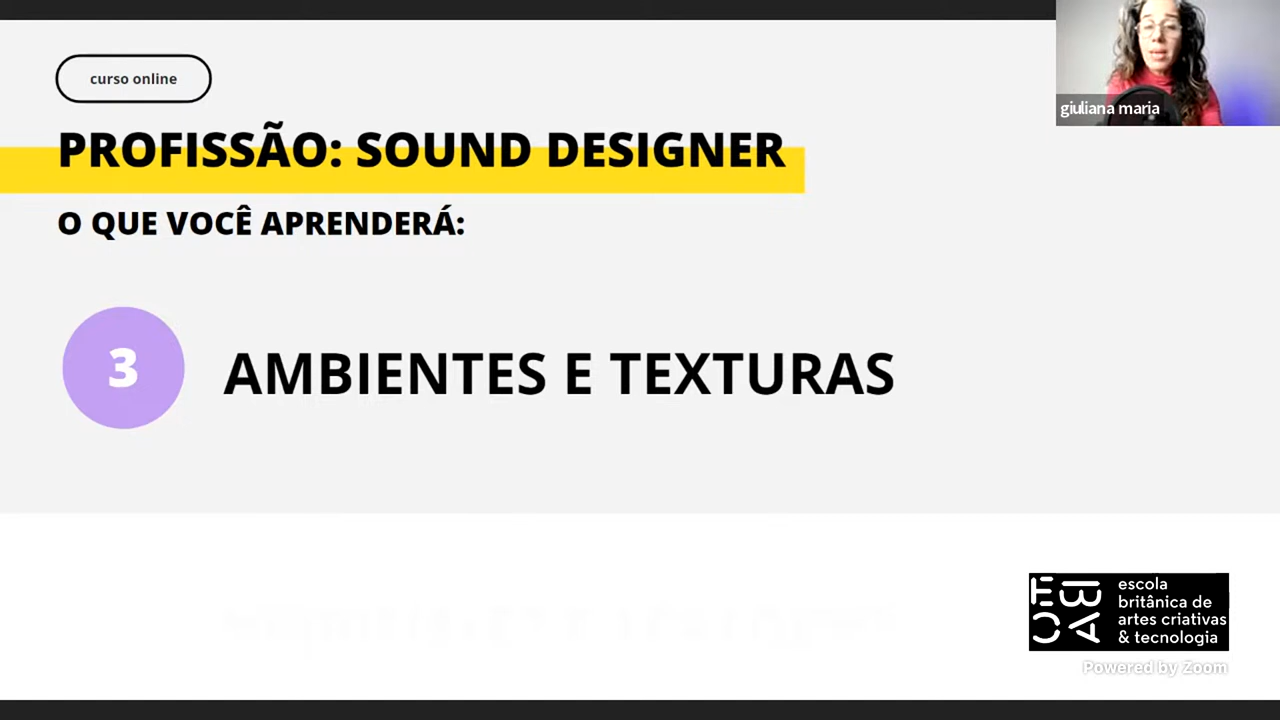 curso online
giuliana maria
PROFISSÃO: SOUND DESIGNER
O QUE VOCÊ APRENDERÁ:
3
AMBIENTES E TEXTURAS
escola
britânica de
artes criativas
& tecnologia
Powered by Zoom